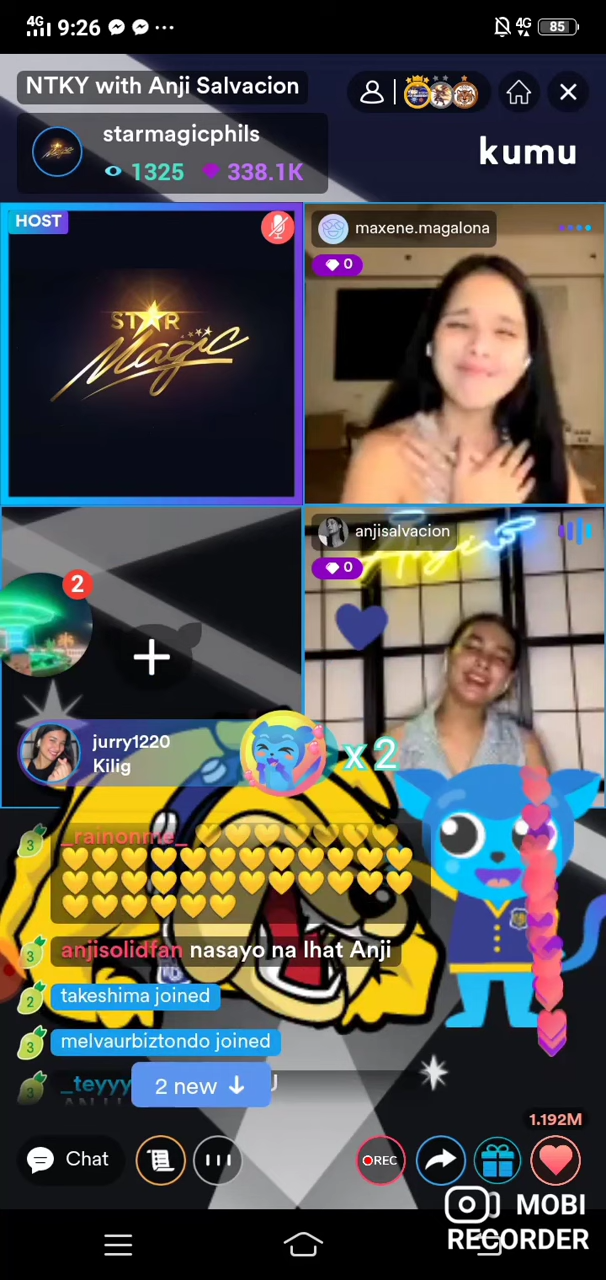 4G 9:26 ... 4G 85
NTKY with Anji Salvacion
starmagicphils
1325 338.1K
kumu
HOST
STAR
Magic
maxene.magalona
0
anjisalvacion
0
2
+
jurry1220
Kilig
x 2
3 _rainonme_ 💛💛💛💛💛💛💛
💛💛💛💛💛💛💛💛💛💛💛💛
💛💛💛💛💛💛💛💛💛💛💛💛
💛💛💛💛💛💛
3 anjisolidfan nasayo na lhat Anji
2 takeshima joined
3 melvaurbiztondo joined
3 _teyyy
2 new ↓
1.192M
Chat
REC
MOBI
RECORDER